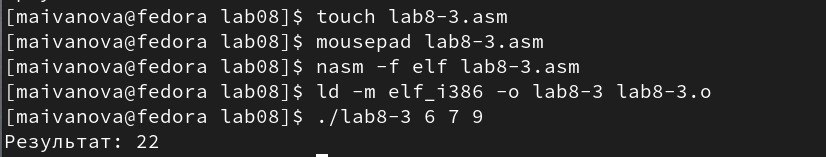 [maivanova@fedora lab08]$ touch lab8-3.asm
[maivanova@fedora lab08]$ mousepad lab8-3.asm
[maivanova@fedora lab08]$ nasm -f elf lab8-3.asm
[maivanova@fedora lab08]$ ld -m elf_i386 -o lab8-3 lab8-3.o
[maivanova@fedora lab08]$ ./lab8-3 6 7 9
Результат: 22